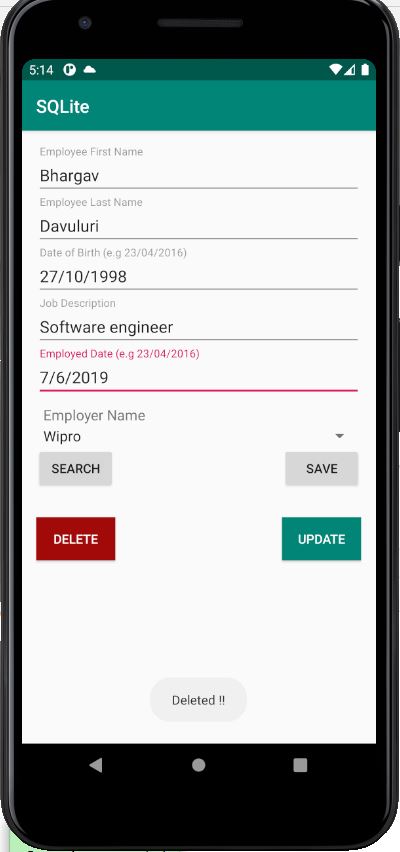 5:14
SQLite
Employee First Name
Bhargav
Employee Last Name
Davuluri
Date of Birth (e.g 23/04/2016)
27/10/1998
Job Description
Software engineer
Employed Date (e.g 23/04/2016)
7/6/2019
Employer Name
Wipro
SEARCH SAVE
DELETE UPDATE
Deleted !!